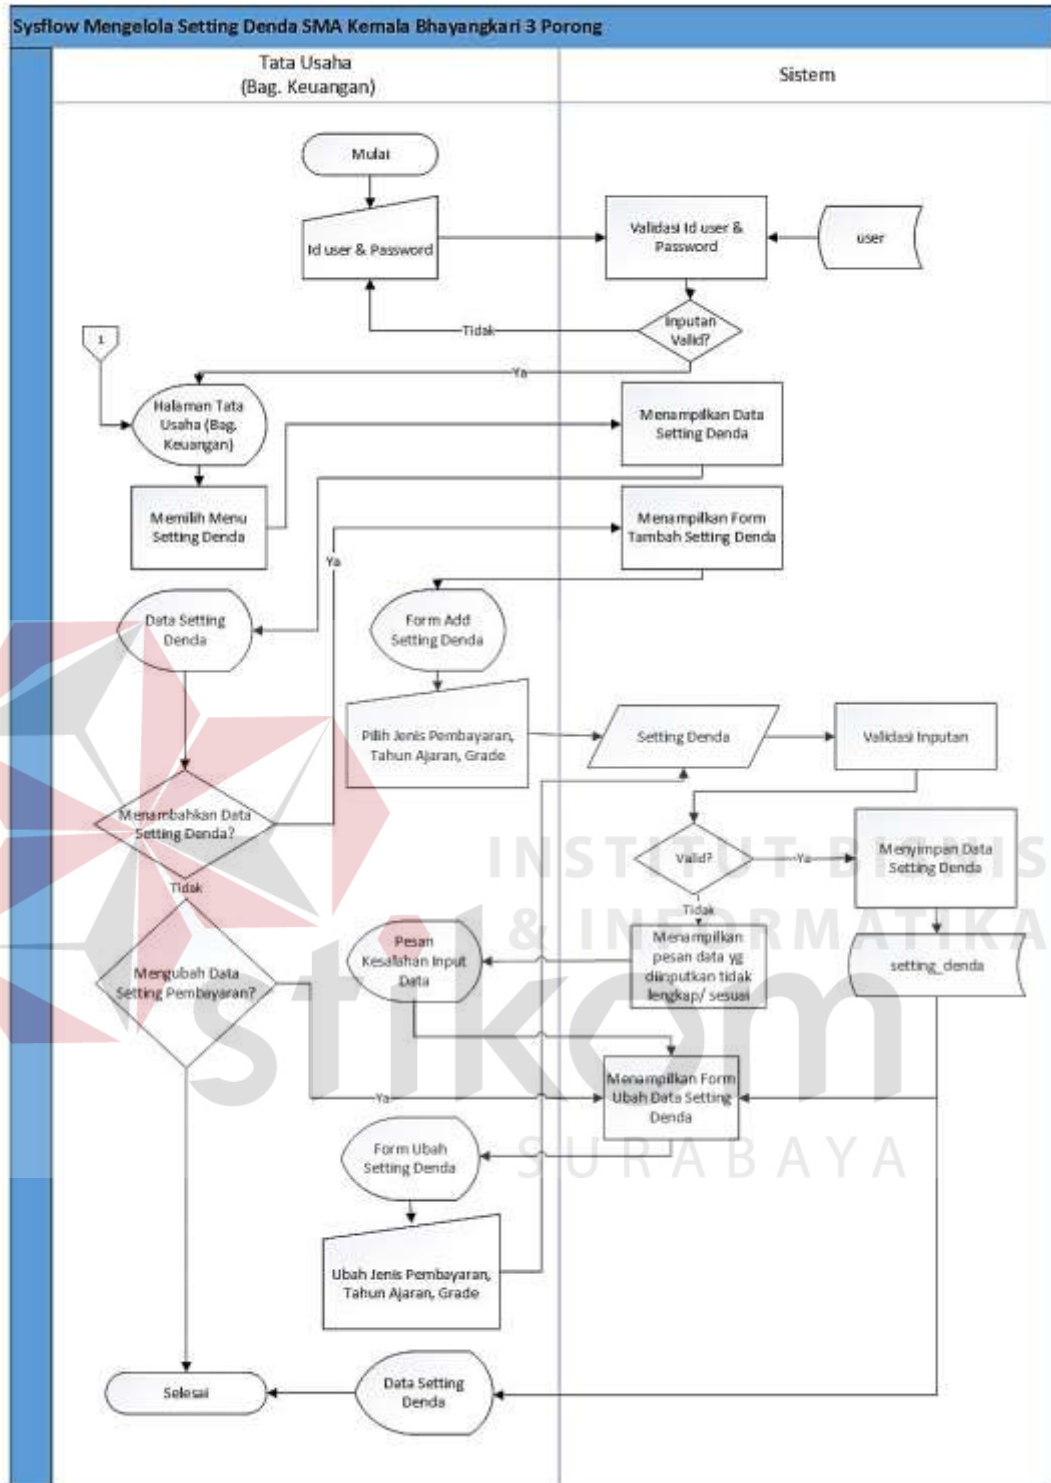 Sysflow Mengelola Setting Denda SMA Kemala Bhayangkari 3 Porong
Tata Usaha
(Bag. Keuangan)
Sistem
Mulai
Id user & Password
Validasi Id user &
Password
user
Inputan
Valid?
Tidak
Ya
1
Halaman Tata
Usaha (Bag.
Keuangan)
Menampilkan Data
Setting Denda
Memilih Menu
Setting Denda
Menampilkan Form
Tambah Setting Denda
Ya
Data Setting
Denda
Form Add
Setting Denda
Pilih Jenis Pembayaran,
Tahun Ajaran, Grade
Setting Denda
Validasi Inputan
Menambahkan Data
Setting Denda?
Valid?
Ya
Menyimpan Data
Setting Denda
Tidak
Tidak
Mengubah Data
Setting Pembayaran?
Pesan
Kesalahan Input
Data
Menampilkan
pesan data yg
diinputkan tidak
lengkap/ sesuai
setting_denda
Ya
Menampilkan Form
Ubah Data Setting
Denda
Form Ubah
Setting Denda
Ubah Jenis Pembayaran,
Tahun Ajaran, Grade
Selesai
Data Setting
Denda
INSTITUT BISNIS
& INFORMATIKA
stikom
SURABAYA